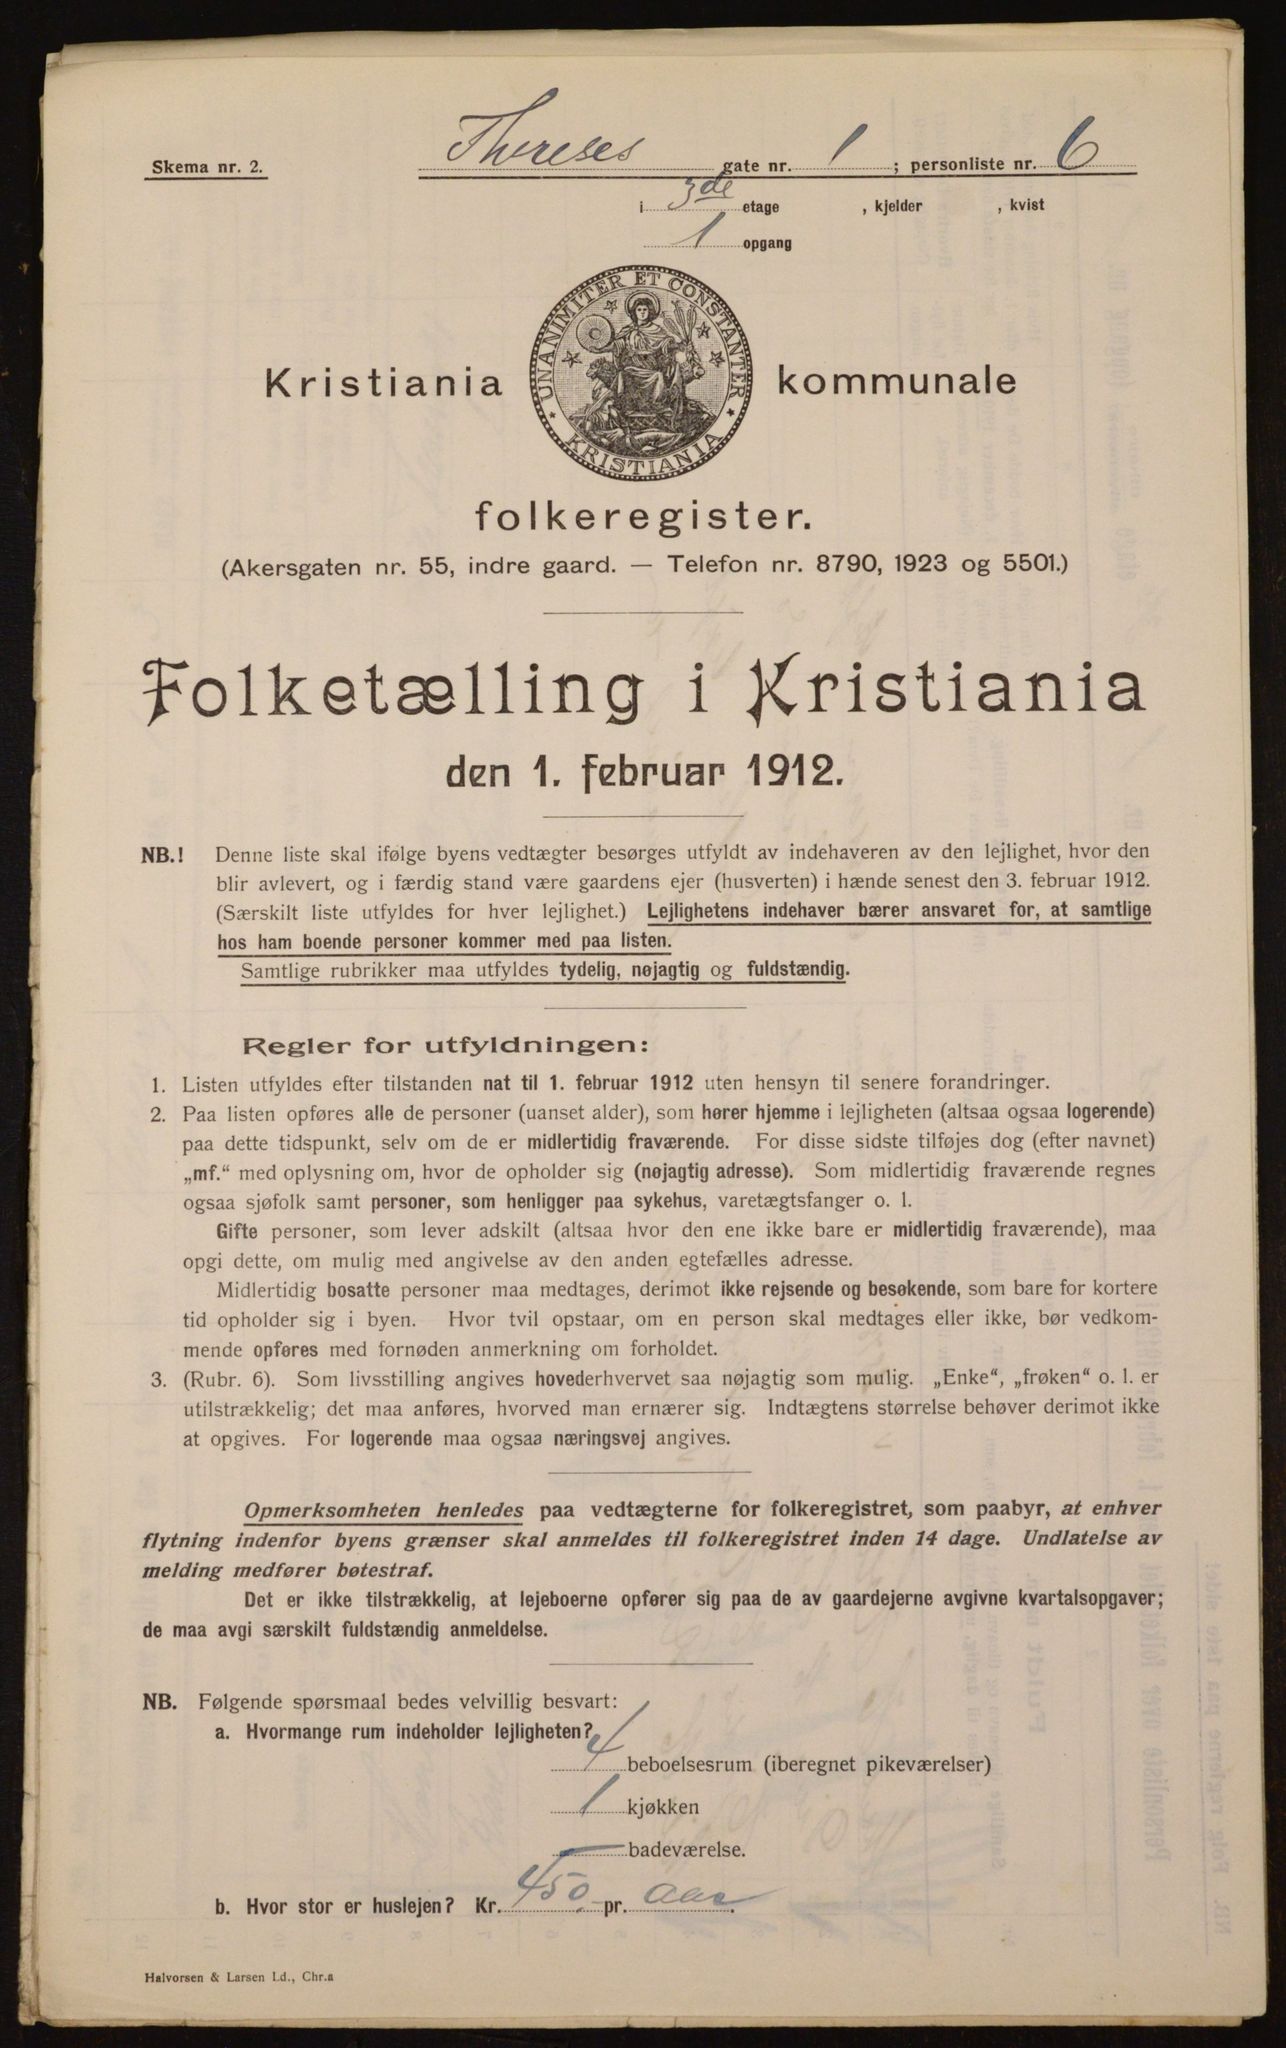 Skema nr. 2.
Thereses gate nr. 1; personliste nr. 6
i 3de etage , kjelder , kvist
1 opgang
UNANIMITER ET CONSTANTER
KRISTIANIA
Kristiania kommunale
folkeregister.
(Akersgaten nr. 55, indre gaard. — Telefon nr. 8790, 1923 og 5501.)
Folketælling i Kristiania
den 1. februar 1912.
NB.! Denne liste skal ifølge byens vedtægter besørges utfyldt av indehaveren av den lejlighet, hvor den
blir avlevert, og i færdig stand være gaardens ejer (husverten) i hænde senest den 3. februar 1912.
(Særskilt liste utfyldes for hver lejlighet.) Lejlighetens indehaver bærer ansvaret for, at samtlige
hos ham boende personer kommer med paa listen.
Samtlige rubrikker maa utfyldes tydelig, nøjagtig og fuldstændig.
Regler for utfyldningen:
1. Listen utfyldes efter tilstanden nat til 1. februar 1912 uten hensyn til senere forandringer.
2. Paa listen opføres alle de personer (uanset alder), som hører hjemme i lejligheten (altsaa ogsaa logerende)
paa dette tidspunkt, selv om de er midlertidig fraværende. For disse sidste tilføjes dog (efter navnet)
„mf.“ med oplysning om, hvor de opholder sig (nøjagtig adresse). Som midlertidig fraværende regnes
ogsaa sjøfolk samt personer, som henligger paa sykehus, varetægtsfanger o. l.
Gifte personer, som lever adskilt (altsaa hvor den ene ikke bare er midlertidig fraværende), maa
opgi dette, om mulig med angivelse av den anden egtefælles adresse.
Midlertidig bosatte personer maa medtages, derimot ikke rejsende og besøkende, som bare for kortere
tid opholder sig i byen. Hvor tvil opstaar, om en person skal medtages eller ikke, bør vedkom-
mende opføres med fornøden anmerkning om forholdet.
3. (Rubr. 6). Som livsstilling angives hovederhvervet saa nøjagtig som mulig. „Enke“, „frøken“ o. l. er
utilstrækkelig; det maa anføres, hvorved man ernærer sig. Indtægtens størrelse behøver derimot ikke
at opgives. For logerende maa ogsaa næringsvej angives.
Opmerksomheten henledes paa vedtægterne for folkeregistret, som paabyr, at enhver
flytning indenfor byens grænser skal anmeldes til folkeregistret inden 14 dage. Undlatelse av
melding medfører bøtestraf.
Det er ikke tilstrækkelig, at lejeboerne opfører sig paa de av gaardejerne avgivne kvartalsopgaver;
de maa avgi særskilt fuldstændig anmeldelse.
NB. Følgende spørsmaal bedes velvillig besvart:
a. Hvormange rum indeholder lejligheten?
4 beboelsesrum (iberegnet pikeværelser)
1 kjøkken
— badeværelse.
b. Hvor stor er huslejen? Kr. 450. pr. Aar.
Halvorsen & Larsen Ld., Chr.a